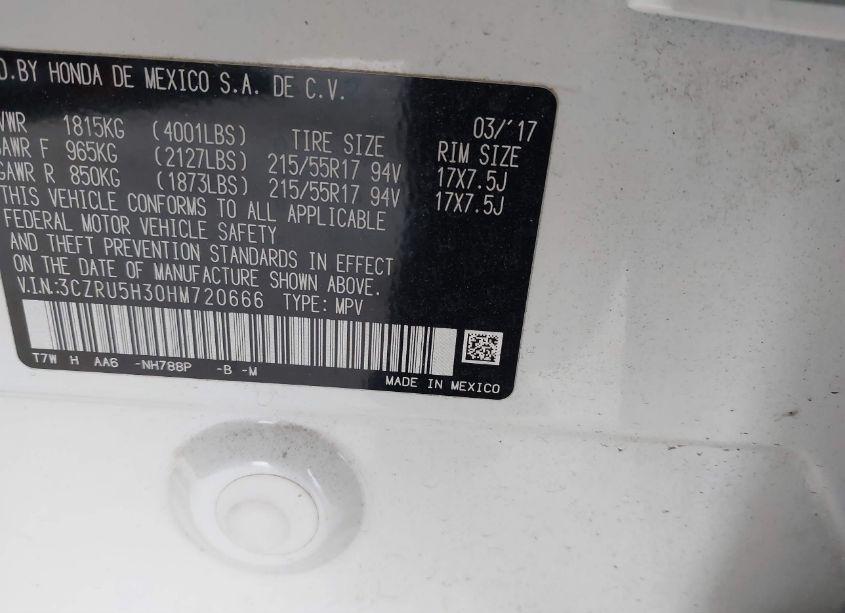 D.BY HONDA DE MEXICO S.A. DE C.V.
03/'17
VWR 1815KG (4001LBS) TIRE SIZE RIM SIZE
GAWR F 965KG (2127LBS) 215/55R17 94V 17X7.5J
GAWR R 850KG (1873LBS) 215/55R17 94V 17X7.5J
THIS VEHICLE CONFORMS TO ALL APPLICABLE
FEDERAL MOTOR VEHICLE SAFETY
AND THEFT PREVENTION STANDARDS IN EFFECT
ON THE DATE OF MANUFACTURE SHOWN ABOVE.
V.I.N.:3CZRU5H30HM720666 TYPE: MPV
T7W H AA6 -NH788P -B -M
MADE IN MEXICO